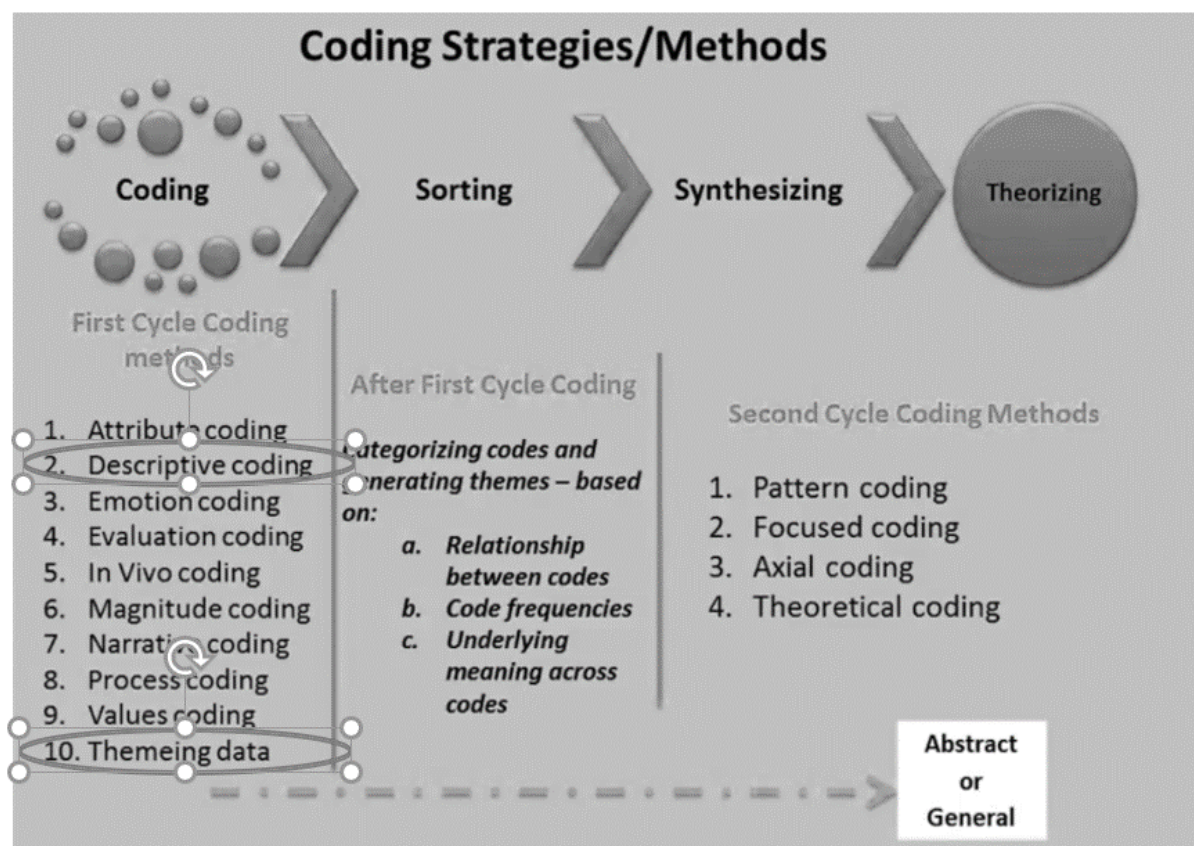 Coding Strategies/Methods
Coding
Sorting
Synthesizing
Theorizing
First Cycle Coding
methods
1. Attribute coding
2. Descriptive coding
3. Emotion coding
4. Evaluation coding
5. In Vivo coding
6. Magnitude coding
7. Narrative coding
8. Process coding
9. Values coding
10. Themeing data
After First Cycle Coding
Categorizing codes and
generating themes – based
on:
a. Relationship
between codes
b. Code frequencies
c. Underlying
meaning across
codes
Second Cycle Coding Methods
1. Pattern coding
2. Focused coding
3. Axial coding
4. Theoretical coding
Abstract
or
General